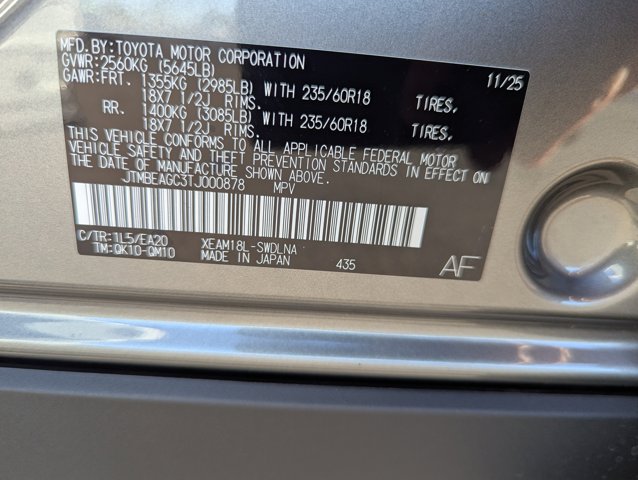 MFD.BY:TOYOTA MOTOR CORPORATION 11/25
GVWR:2560KG (5645LB)
GAWR:FRT. 1355KG (2985LB) WITH 235/60R18 TIRES.
18X7 1/2J RIMS.
RR. 1400KG (3085LB) WITH 235/60R18 TIRES.
18X7 1/2J RIMS.
THIS VEHICLE CONFORMS TO ALL APPLICABLE FEDERAL MOTOR
VEHICLE SAFETY AND THEFT PREVENTION STANDARDS IN EFFECT ON
THE DATE OF MANUFACTURE SHOWN ABOVE.
JTMBEAGC3TJ000878 MPV
C/TR:1L5/EA20 XEAM18L-SWDLNA
TM:QK10-QM10 MADE IN JAPAN 435 AF